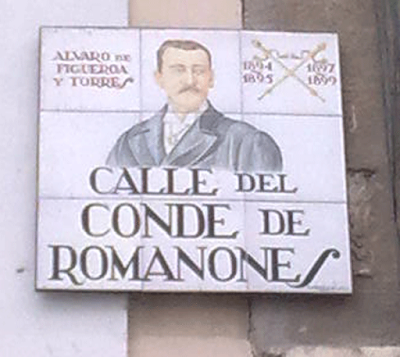 ALVARO DE
FIGUEROA
Y TORRES
1894 1897
1895 1899
CALLE DEL
CONDE DE
ROMANONES